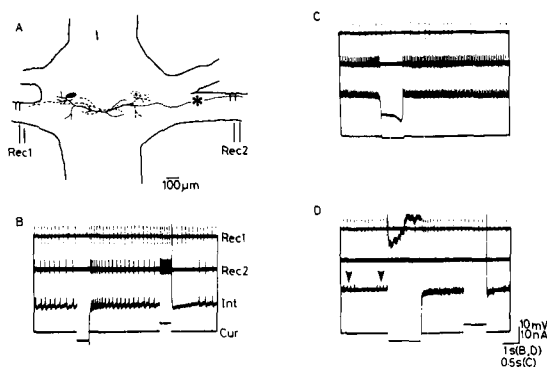 A
Rec1
Rec2
100µm
B
Rec1
Rec2
Int
Cur
C
D
10mV
10nA
1s(B,D)
0.5s(C)